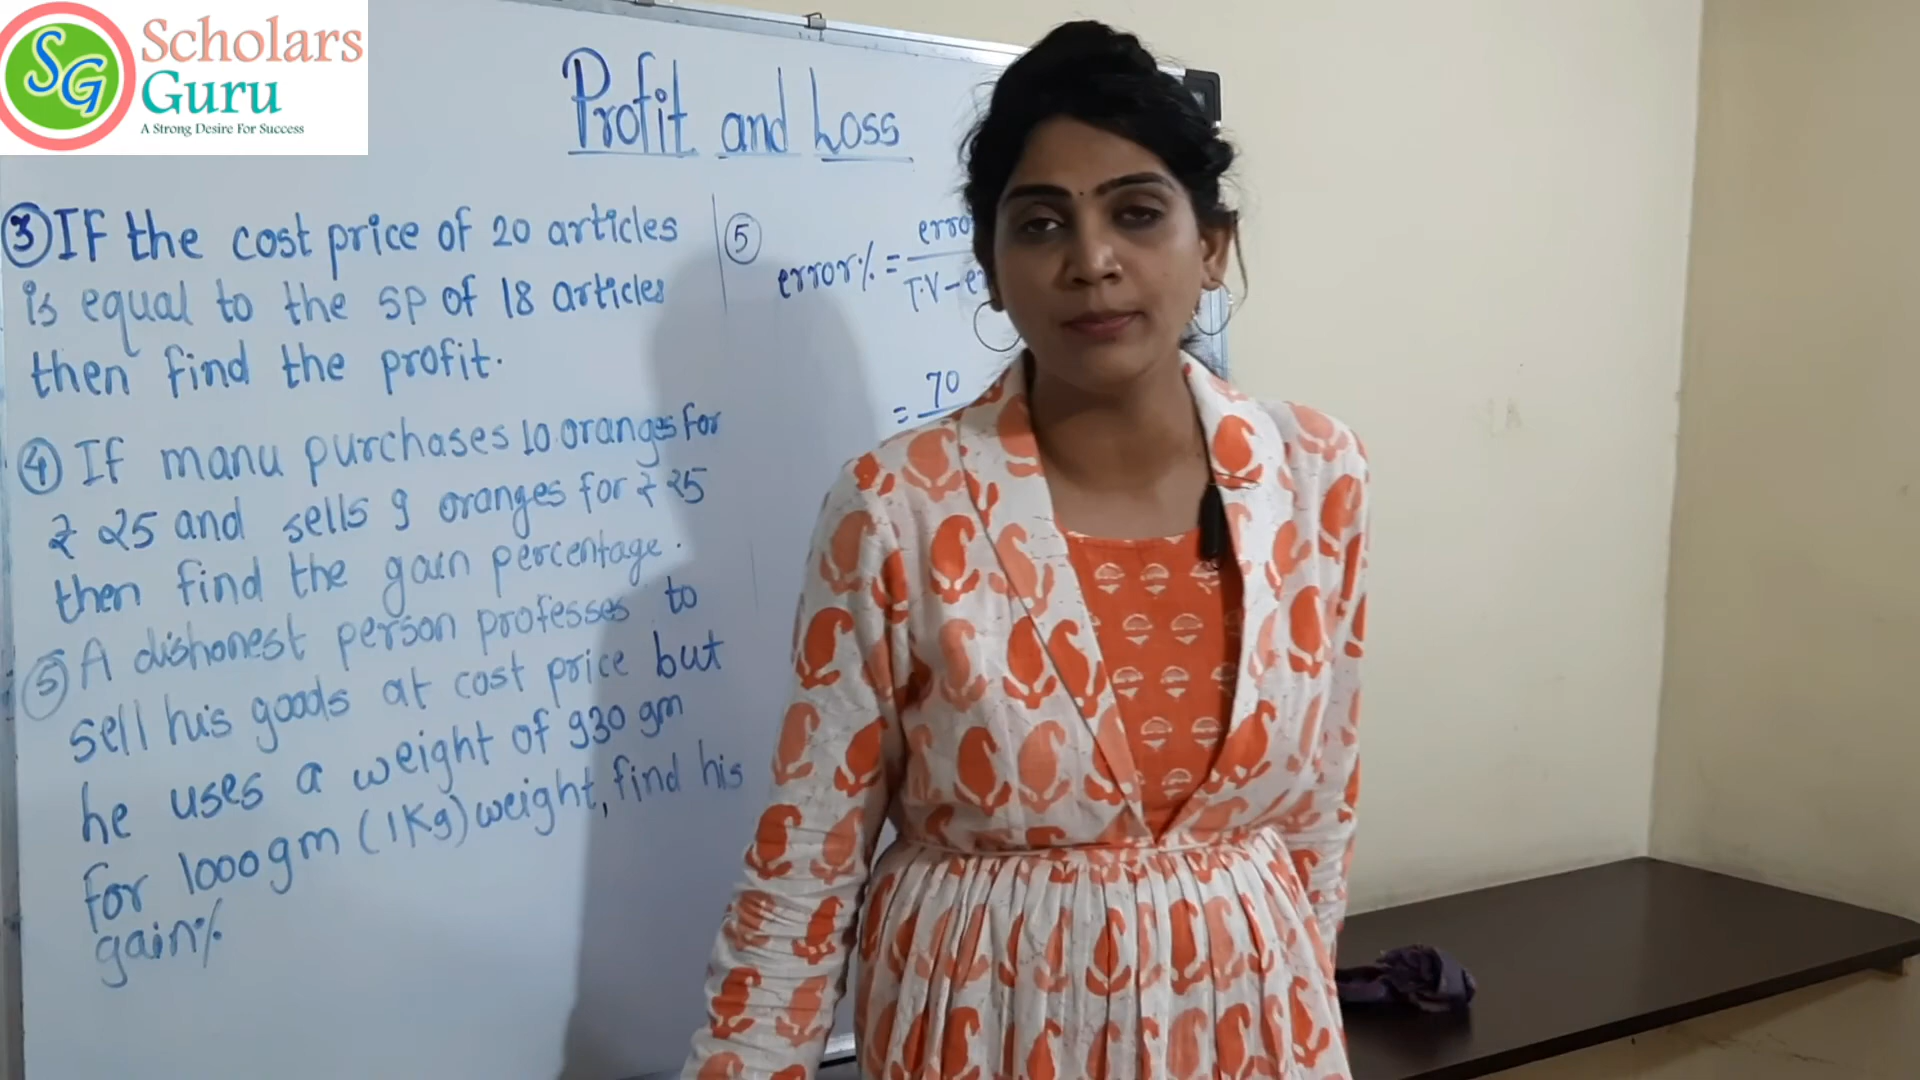 Scholars
Guru
A Strong Desire For Success
SG
Profit and Loss
③ IF the cost price of 20 articles
is equal to the SP of 18 articles
then find the profit.
④ If manu purchases 10 oranges for
₹ 25 and sells 9 oranges for ₹ 25
then find the gain percentage.
⑤ A dishonest person professes to
sell his goods at cost price but
he uses a weight of 930 gm
for 1000gm (1Kg) weight, find his
gain%
⑤
error% =
T.V -
= 70